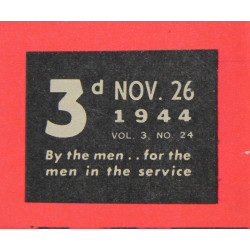 3d NOV. 26
1944
VOL. 3, NO. 24
By the men . . for the
men in the service